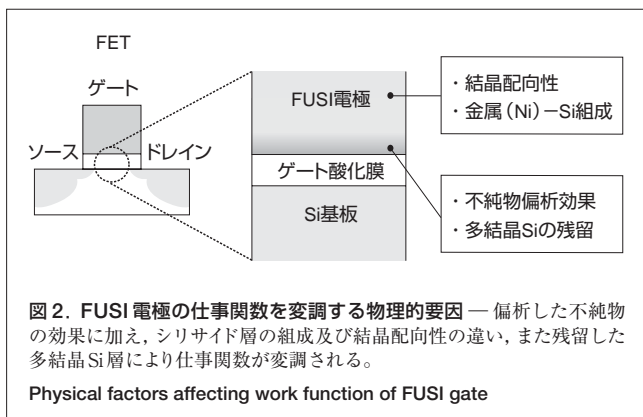 FET
ゲート
ソース
ドレイン
FUSI電極
ゲート酸化膜
Si基板
・結晶配向性
・金属(Ni)−Si組成
・不純物偏析効果
・多結晶Siの残留
図2. FUSI電極の仕事関数を変調する物理的要因 — 偏析した不純物
の効果に加え,シリサイド層の組成及び結晶配向性の違い,また残留した
多結晶Si層により仕事関数が変調される。
Physical factors affecting work function of FUSI gate